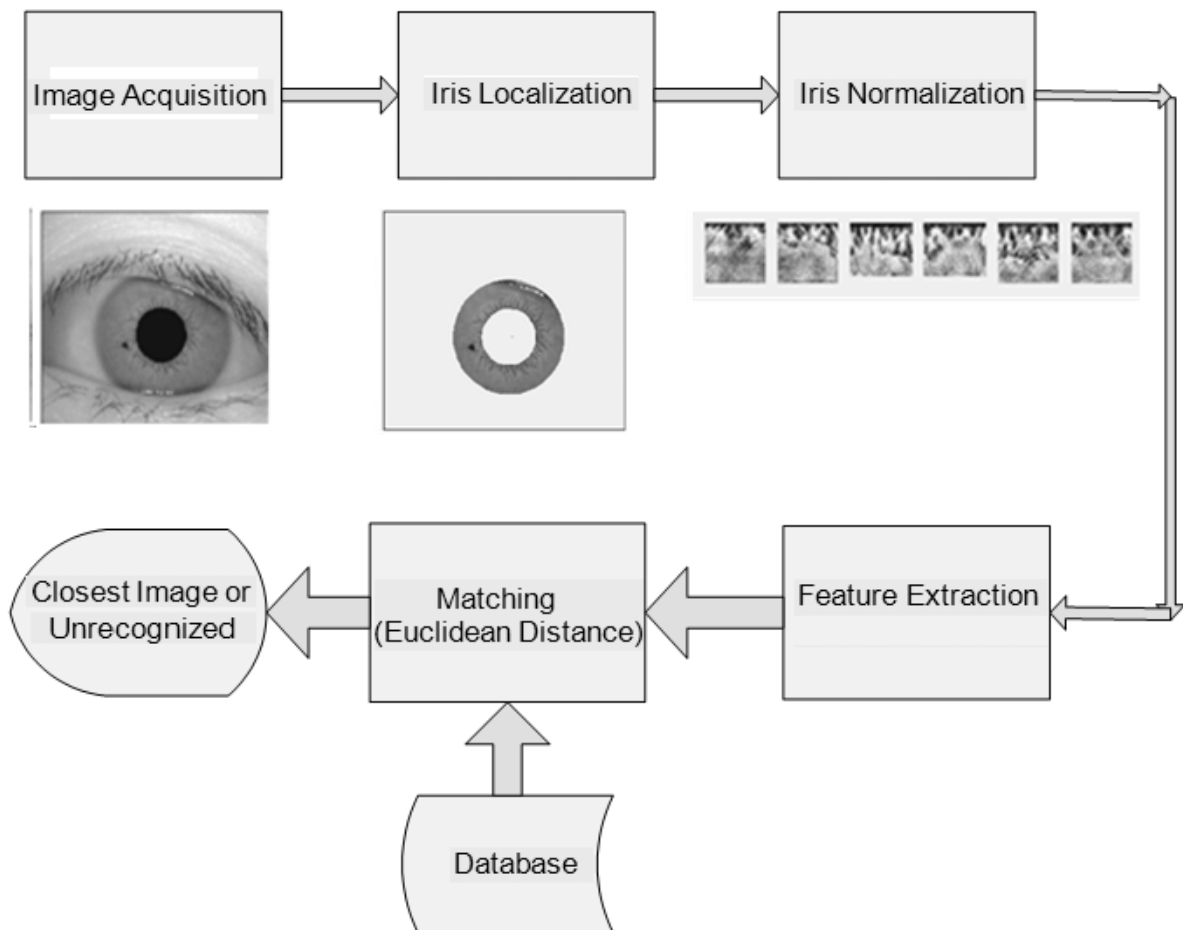 Image Acquisition
Iris Localization
Iris Normalization
Feature Extraction
Matching
(Euclidean Distance)
Closest Image or
Unrecognized
Database